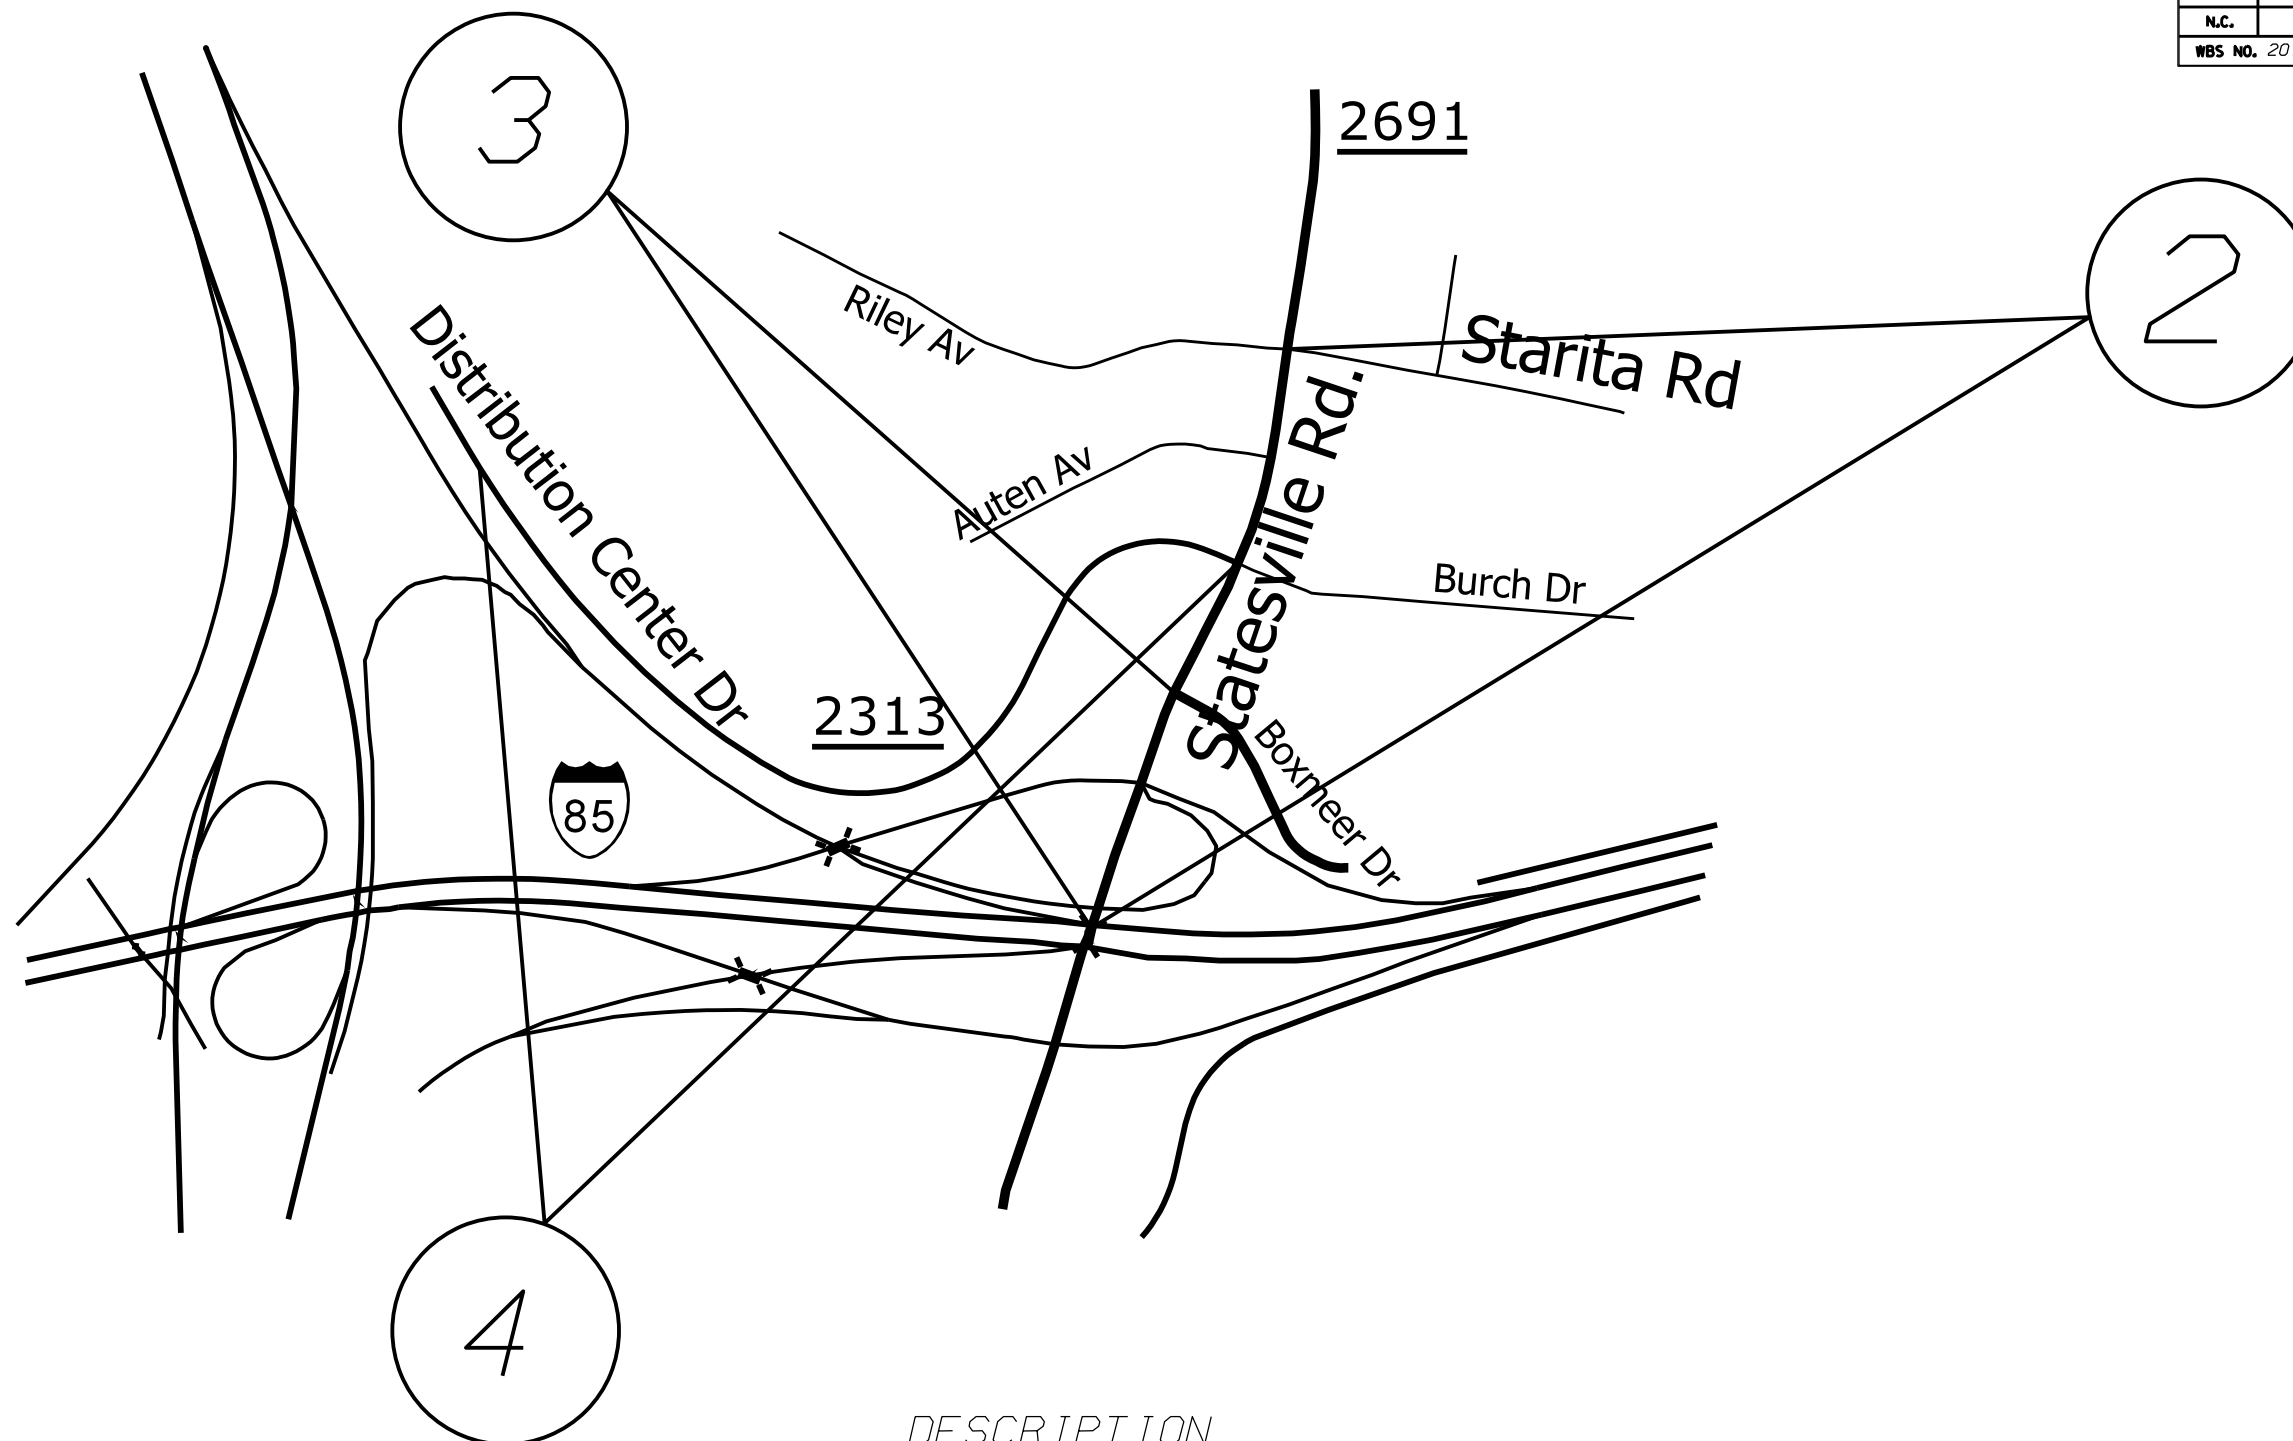 N.C.
WBS NO. 20
3
2691
2
Riley Av
Starita Rd
Distribution Center Dr
Statesville Rd.
Auten Av
Burch Dr
2313
Boxmeer Dr
85
4
DESCRIPTION